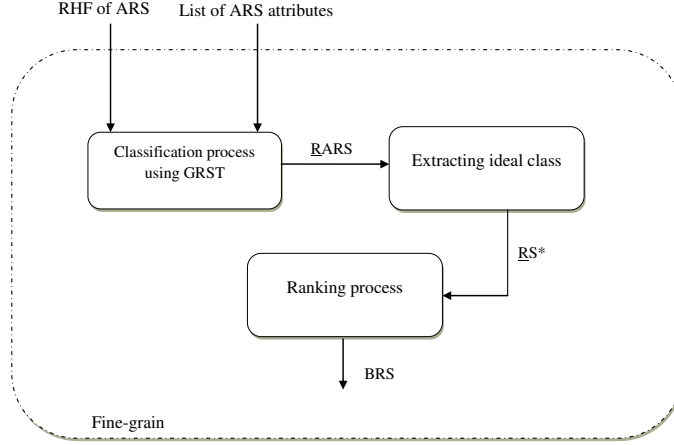 RHF of ARS
List of ARS attributes
Classification process
using GRST
RARS
Extracting ideal class
RS*
Ranking process
BRS
Fine-grain